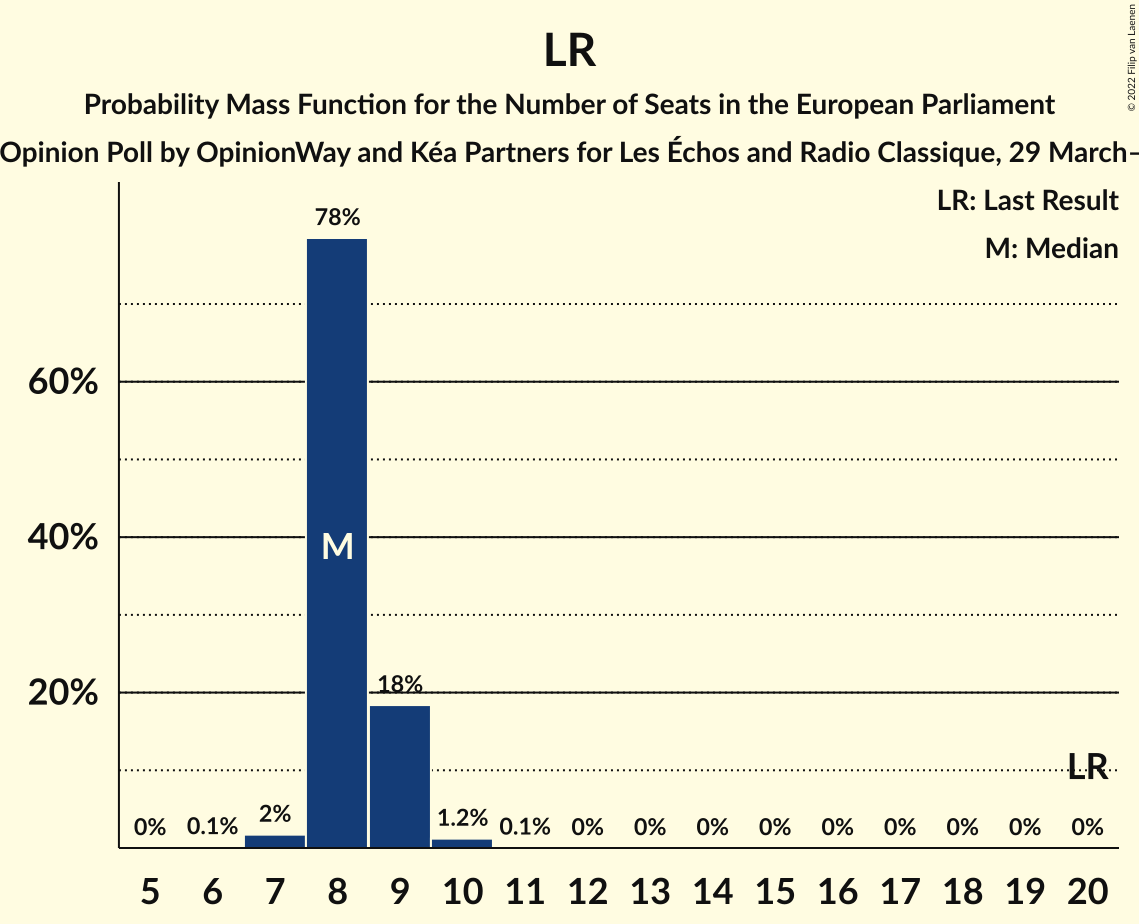 LR
Probability Mass Function for the Number of Seats in the European Parliament
Opinion Poll by OpinionWay and Kéa Partners for Les Échos and Radio Classique, 29 March–
© 2022 Filip van Laenen
LR: Last Result
M: Median
78%
60%
40%
M
20%
18%
LR
0%
0.1%
2%
1.2%
0.1%
0%
0%
0%
0%
0%
0%
0%
0%
0%
5 6 7 8 9 10 11 12 13 14 15 16 17 18 19 20